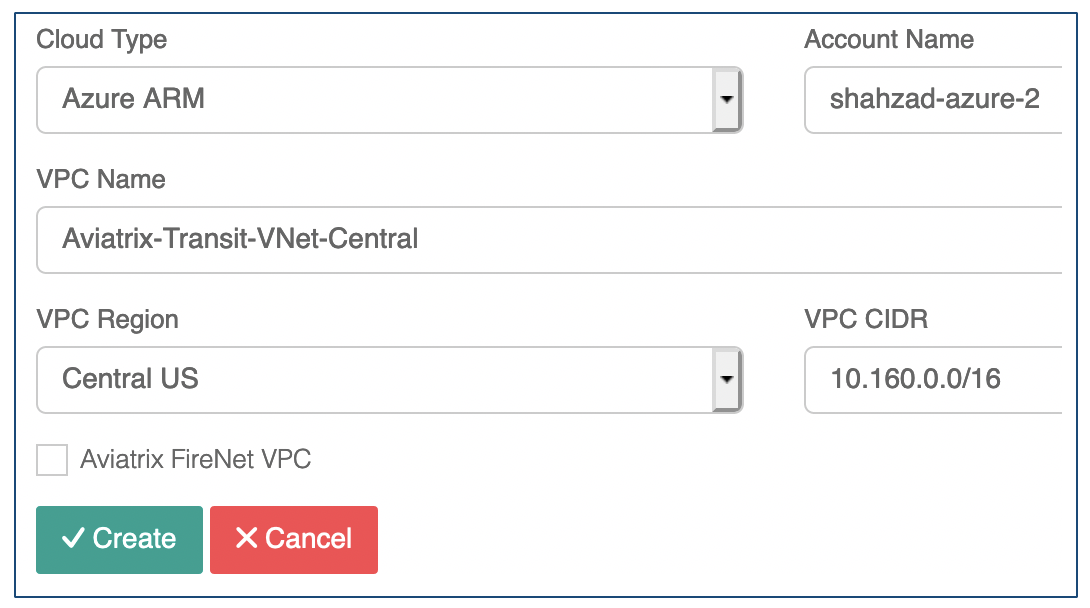 Cloud Type
Account Name
Azure ARM
shahzad-azure-2
VPC Name
Aviatrix-Transit-VNet-Central
VPC Region
VPC CIDR
Central US
10.160.0.0/16
Aviatrix FireNet VPC
Create
Cancel